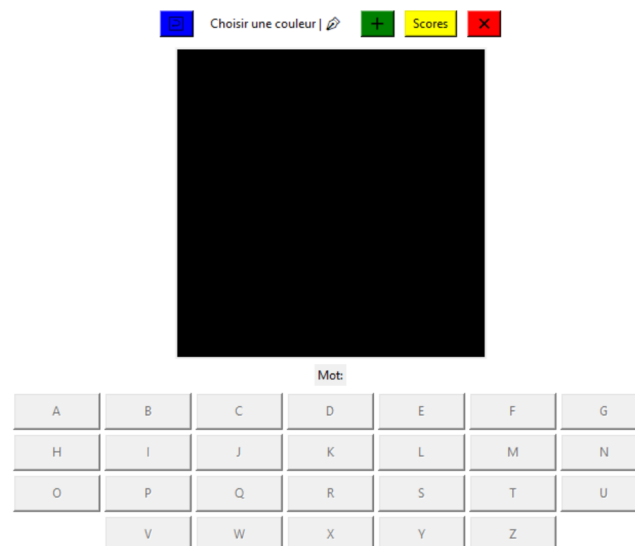 Choisir une couleur | Scores
Mot:
A B C D E F G
H I J K L M N
O P Q R S T U
V W X Y Z